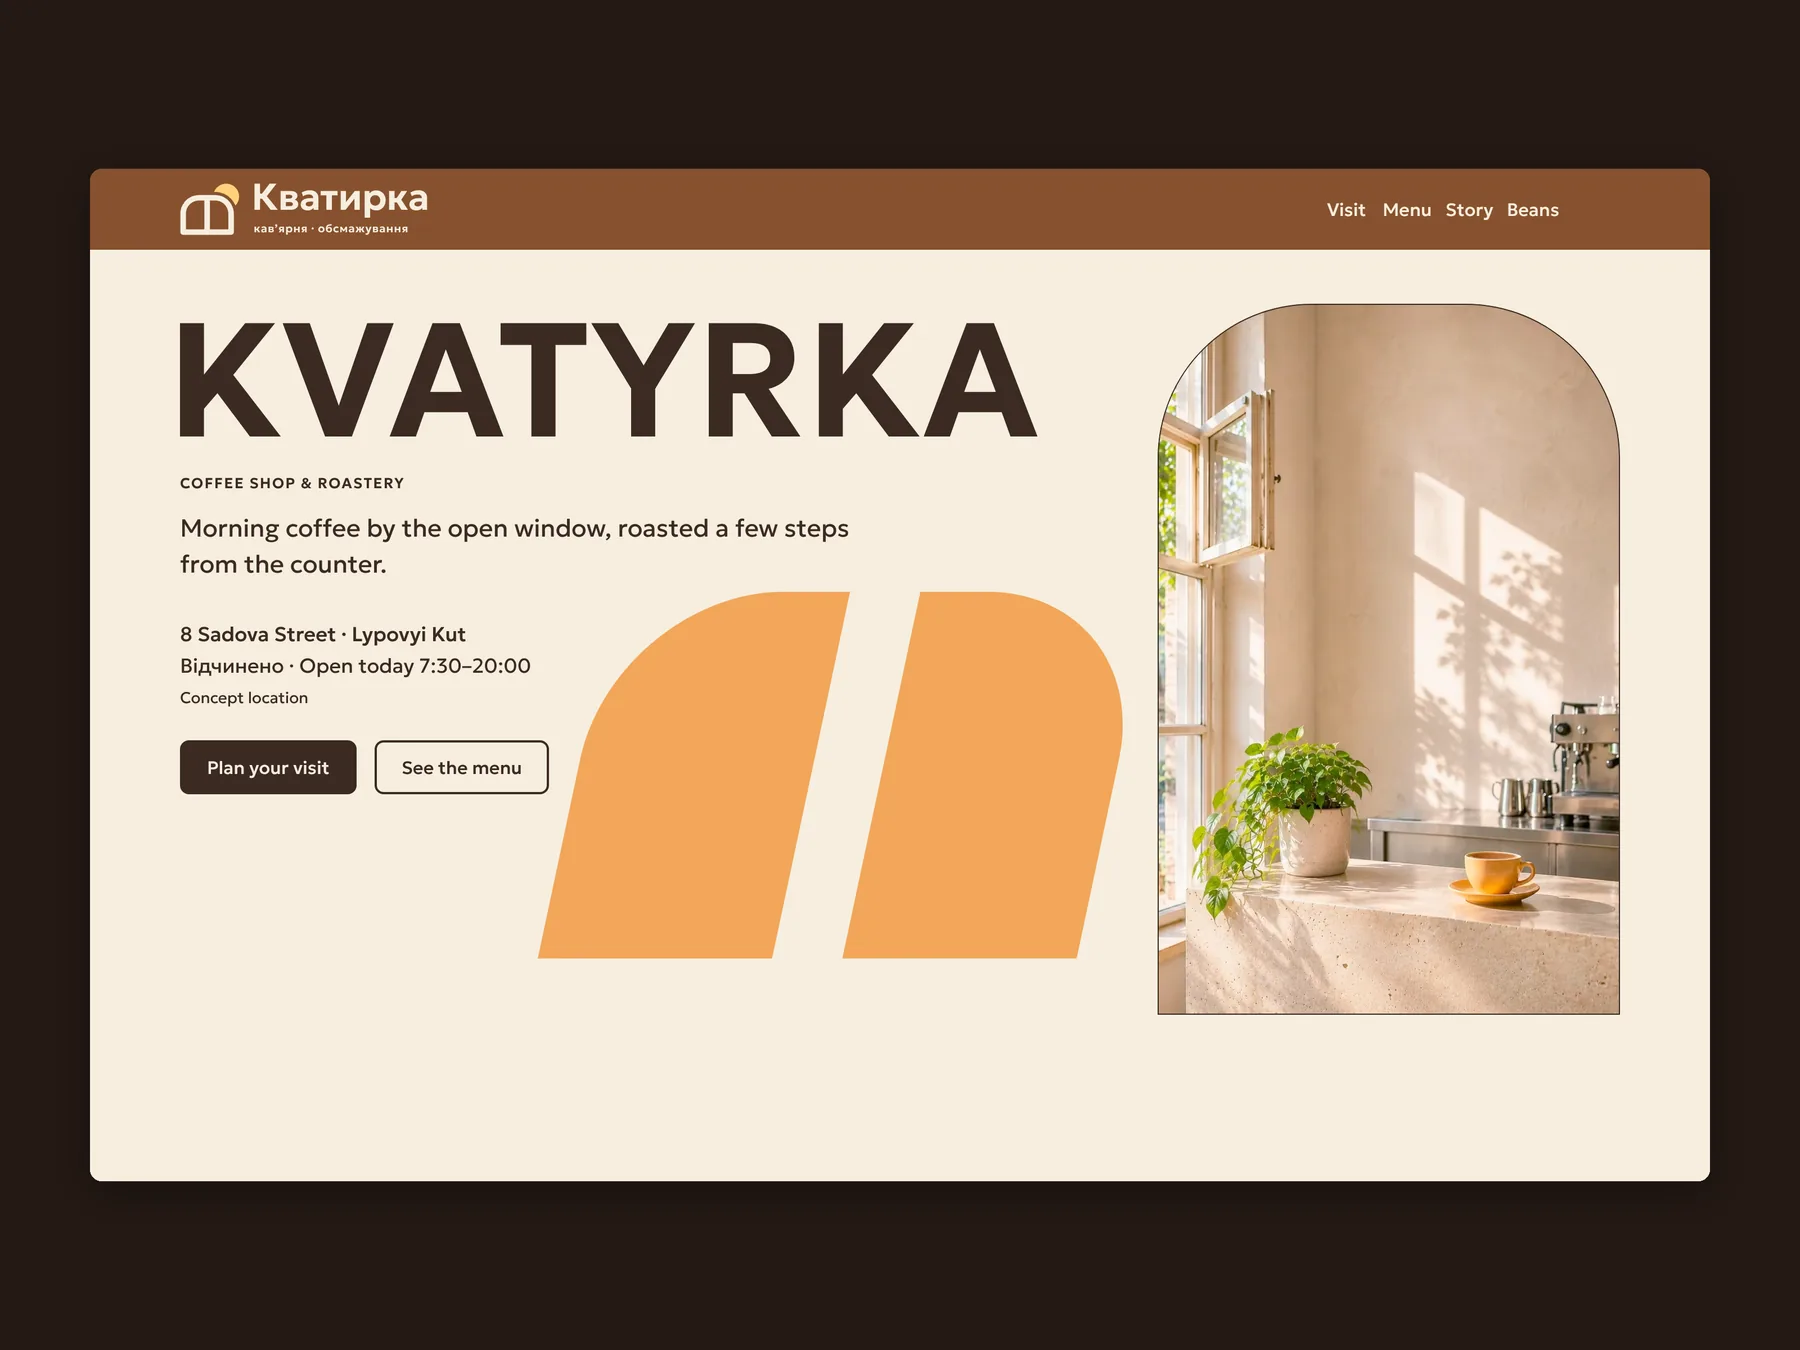 Кватирка
кав’ярня · обсмажування
Visit Menu Story Beans
KVATYRKA
COFFEE SHOP & ROASTERY
Morning coffee by the open window, roasted a few steps
from the counter.
8 Sadova Street · Lypovyi Kut
Відчинено · Open today 7:30–20:00
Concept location
Plan your visit
See the menu